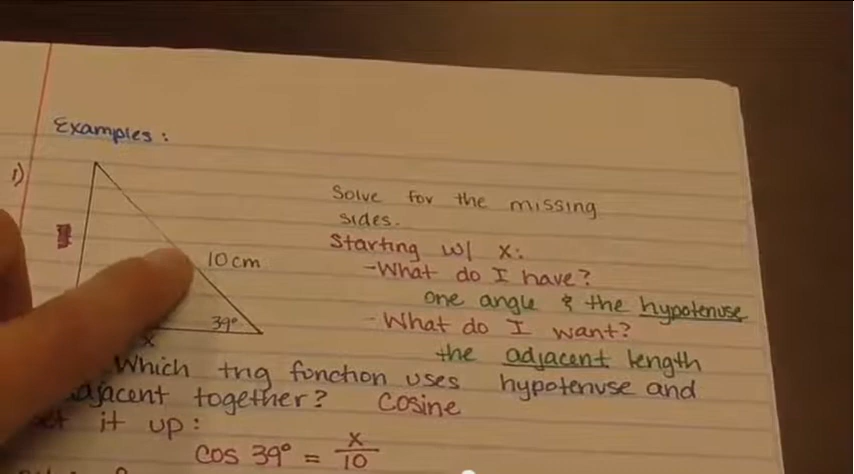 Examples:
1)
10cm
39°
x
Solve for the missing
sides.
Starting w/ x:
-What do I have?
one angle & the hypotenuse
-What do I want?
the adjacent length
Which trig function uses hypotenuse and
adjacent together? Cosine
it up:
cos 39° = x/10